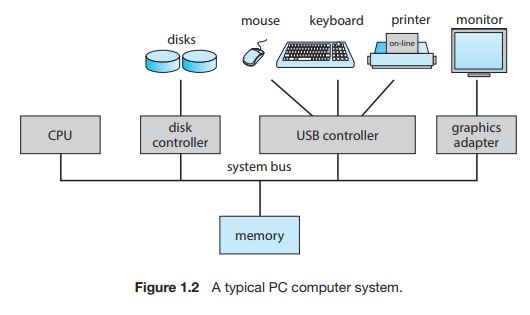 mouse
keyboard
printer
monitor
disks
on-line
CPU
disk
controller
USB controller
graphics
adapter
system bus
memory
Figure 1.2 A typical PC computer system.